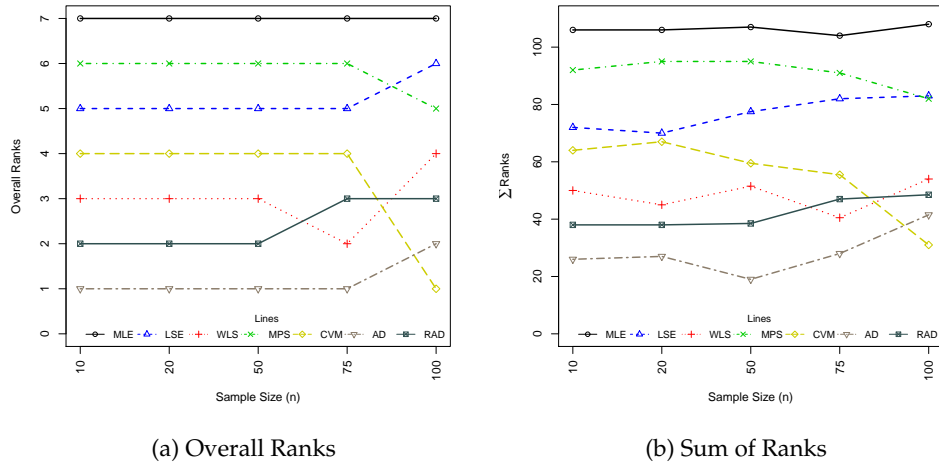 Overall Ranks
7
6
5
4
3
2
1
0
Lines
MLE LSE WLS MPS CVM AD RAD
10 20 50 75 100
Sample Size (n)
(a) Overall Ranks
ΣRanks
100
80
60
40
20
0
Lines
MLE LSE WLS MPS CVM AD RAD
10 20 50 75 100
Sample Size (n)
(b) Sum of Ranks